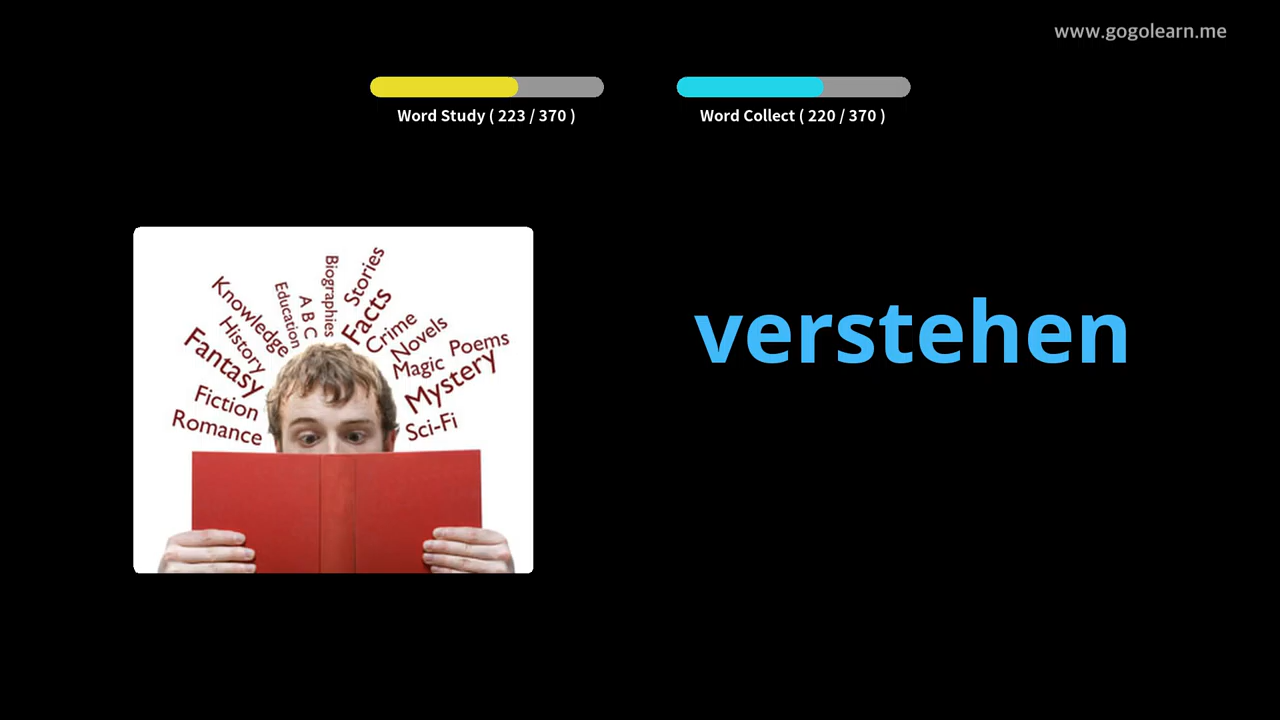 www.gogolearn.me
Word Study ( 223 / 370 )
Word Collect ( 220 / 370 )
verstehen
Biographies
Stories
Education
A B C
Facts
Knowledge
Crime
History
Novels
Poems
Fantasy
Magic
Mystery
Fiction
Romance
Sci-Fi